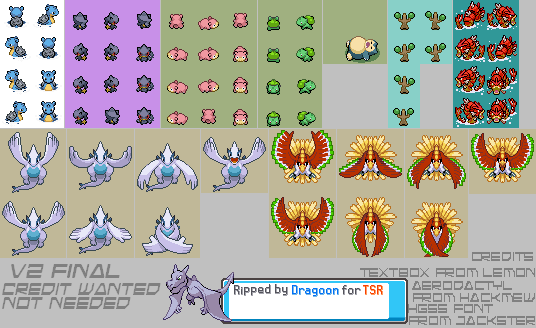 V2 FINAL
CREDIT WANTED
NOT NEEDED
Ripped by Dragoon for TSR
CREDITS
TEXTBOX FROM LEMON
AERODACTYL
FROM HACKMEW
HGSS FONT
FROM JACKSTER